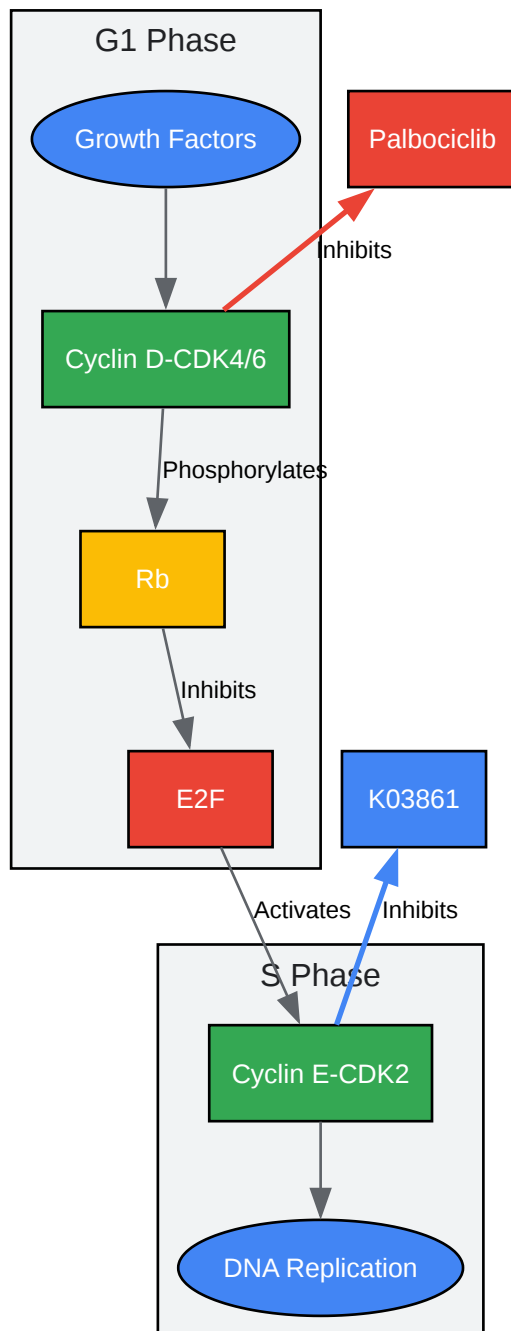 G1 Phase
Growth Factors
Palbociclib
Inhibits
Cyclin D-CDK4/6
Phosphorylates
Rb
Inhibits
E2F
K03861
Activates
Inhibits
S Phase
Cyclin E-CDK2
DNA Replication